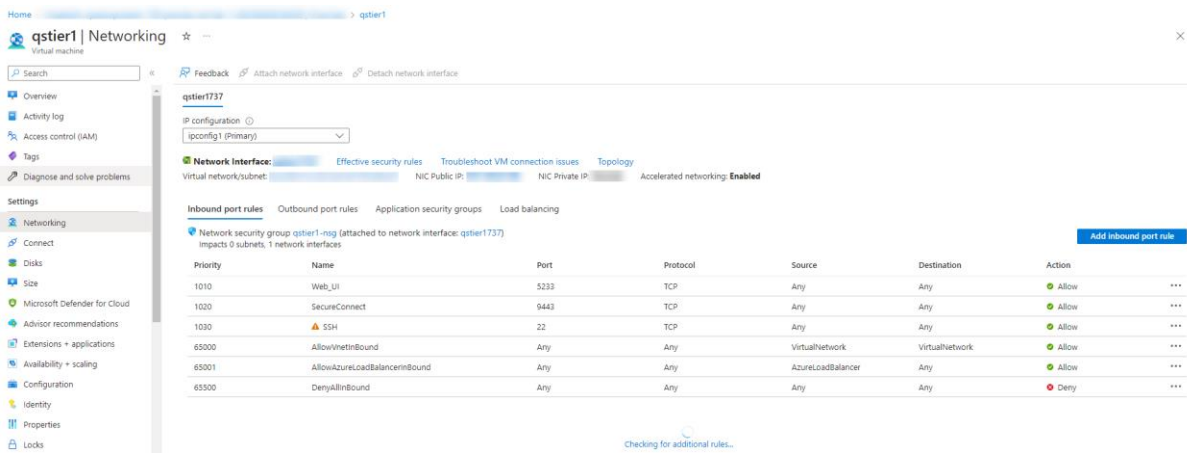 Home > qstier1
qstier1 | Networking
Virtual machine
Search
Overview
Activity log
Access control (IAM)
Tags
Diagnose and solve problems
Settings
Networking
Connect
Disks
Size
Microsoft Defender for Cloud
Advisor recommendations
Extensions + applications
Availability + scaling
Configuration
Identity
Properties
Locks
Feedback Attach network interface Detach network interface
qstier1737
IP configuration
ipconfig1 (Primary)
Network Interface: Effective security rules Troubleshoot VM connection issues Topology
Virtual network/subnet: NIC Public IP: NIC Private IP: Accelerated networking: Enabled
Inbound port rules Outbound port rules Application security groups Load balancing
Network security group qstier1-nsg (attached to network interface: qstier1737)
Impacts 0 subnets, 1 network interfaces
Add inbound port rule
Priority Name Port Protocol Source Destination Action
1010 Web_UI 5233 TCP Any Any Allow
1020 SecureConnect 9443 TCP Any Any Allow
1030 SSH 22 TCP Any Any Allow
65000 AllowVnetInBound Any Any VirtualNetwork VirtualNetwork Allow
65001 AllowAzureLoadBalancerInBound Any Any AzureLoadBalancer Any Allow
65500 DenyAllInBound Any Any Any Any Deny
Checking for additional rules...